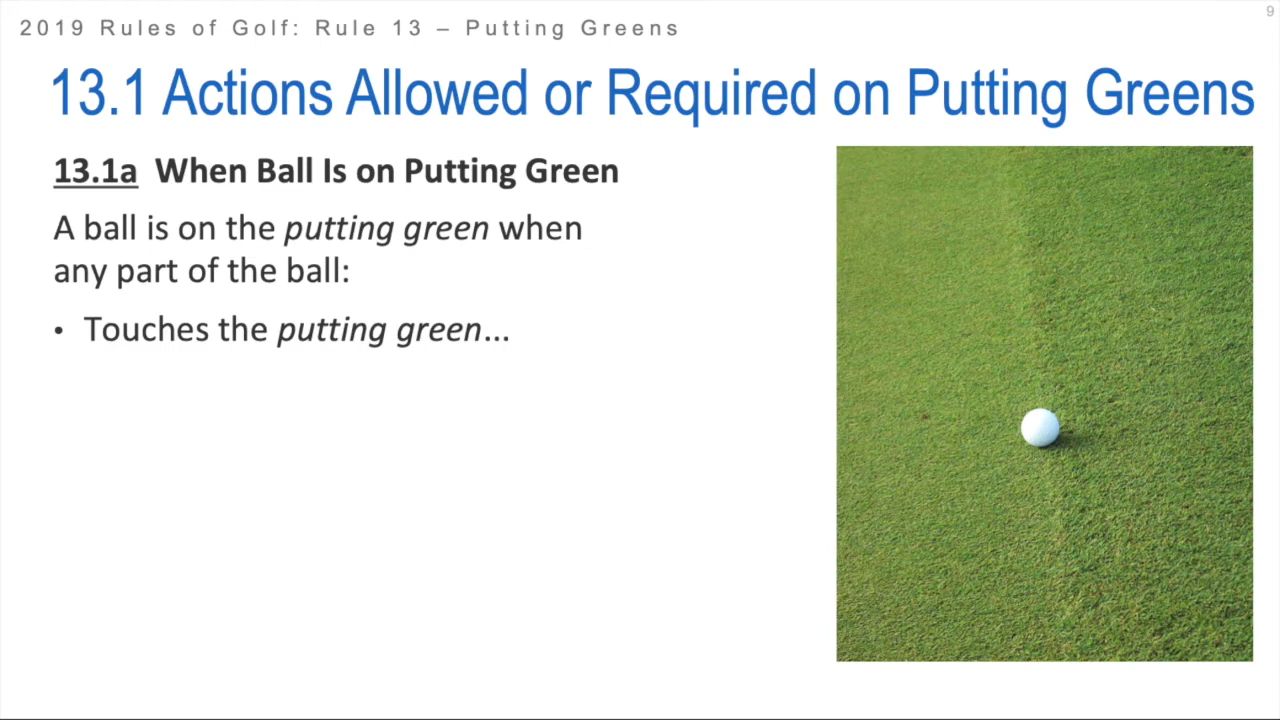 9
2019 Rules of Golf: Rule 13 – Putting Greens
13.1 Actions Allowed or Required on Putting Greens
13.1a When Ball Is on Putting Green
A ball is on the putting green when
any part of the ball:
• Touches the putting green...